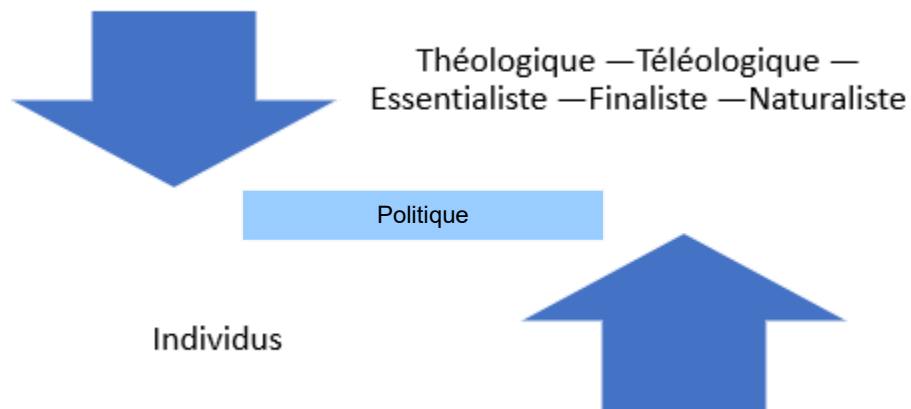 Théologique —Téléologique —
Essentialiste —Finaliste —Naturaliste
Politique
Individus